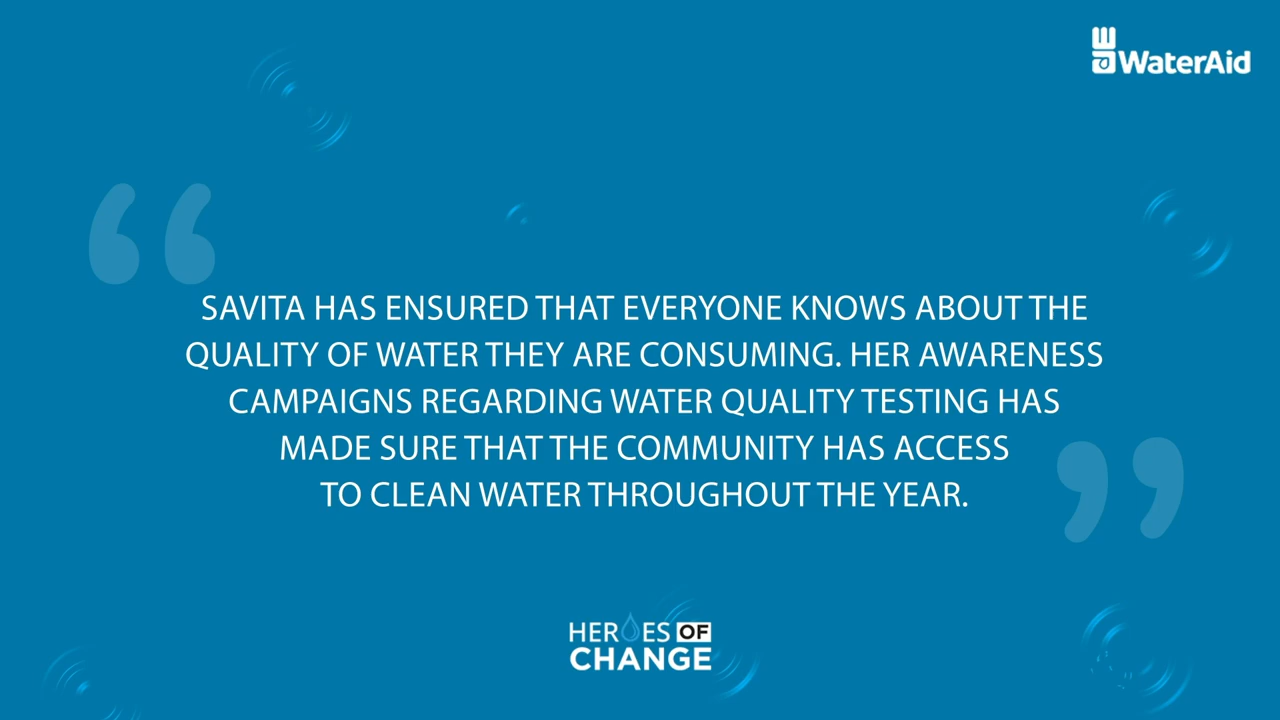 WaterAid
SAVITA HAS ENSURED THAT EVERYONE KNOWS ABOUT THE
QUALITY OF WATER THEY ARE CONSUMING. HER AWARENESS
CAMPAIGNS REGARDING WATER QUALITY TESTING HAS
MADE SURE THAT THE COMMUNITY HAS ACCESS
TO CLEAN WATER THROUGHOUT THE YEAR.
HEROES OF
CHANGE